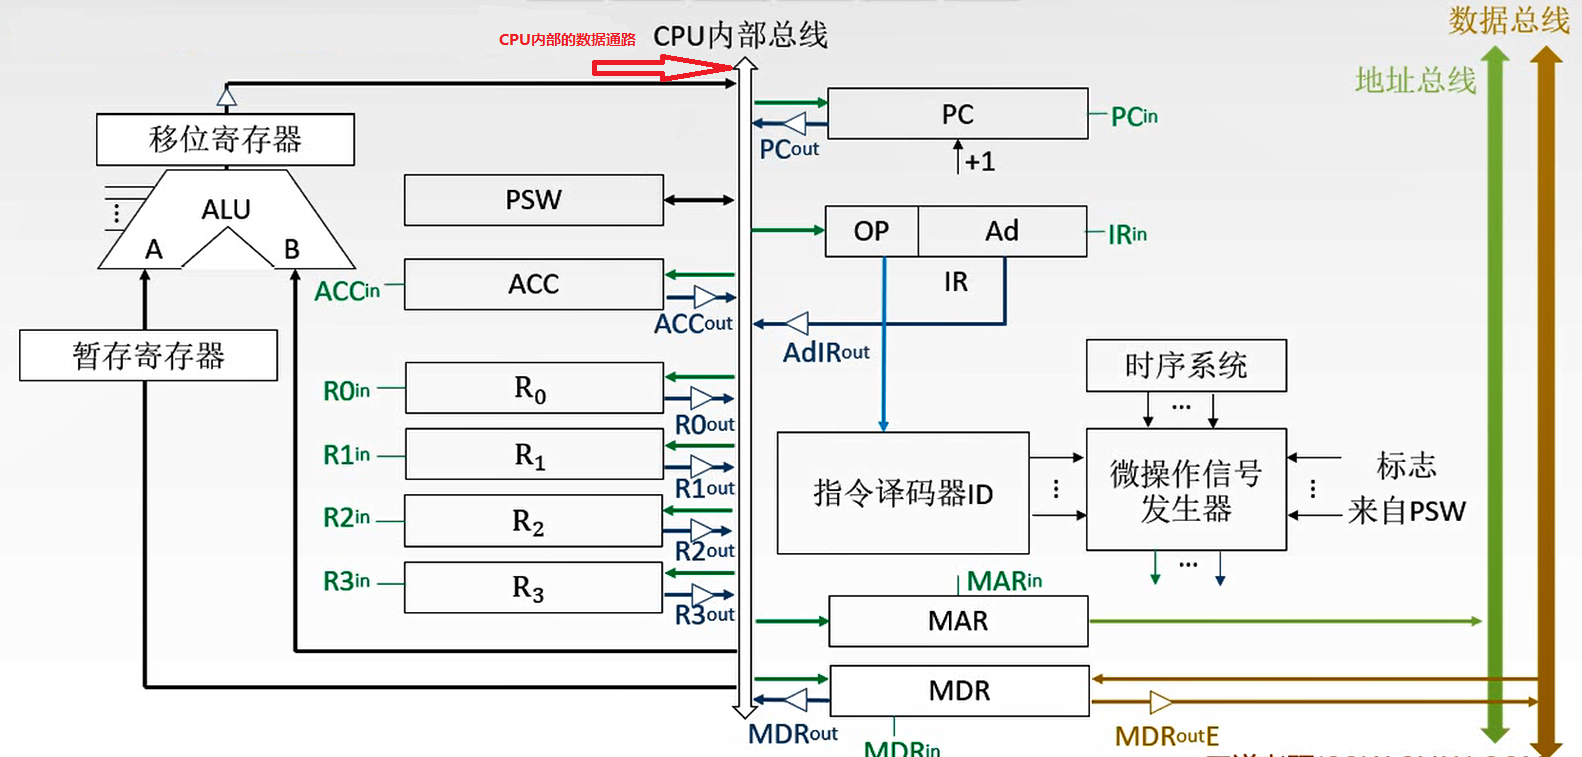 数据总线
CPU内部的数据通路
CPU内部总线
地址总线
移位寄存器
PC
PCin
PCout
+1
PSW
ALU
A
B
OP
Ad
IRin
IR
ACCin
ACC
ACCout
AdIRout
暂存寄存器
时序系统
...
R0in
R0
R0out
R1in
R1
R1out
指令译码器ID
微操作信号
发生器
标志
来自PSW
R2in
R2
R2out
...
R3in
R3
R3out
MARin
MAR
MDR
MDRout
MDRin
MDRoutE